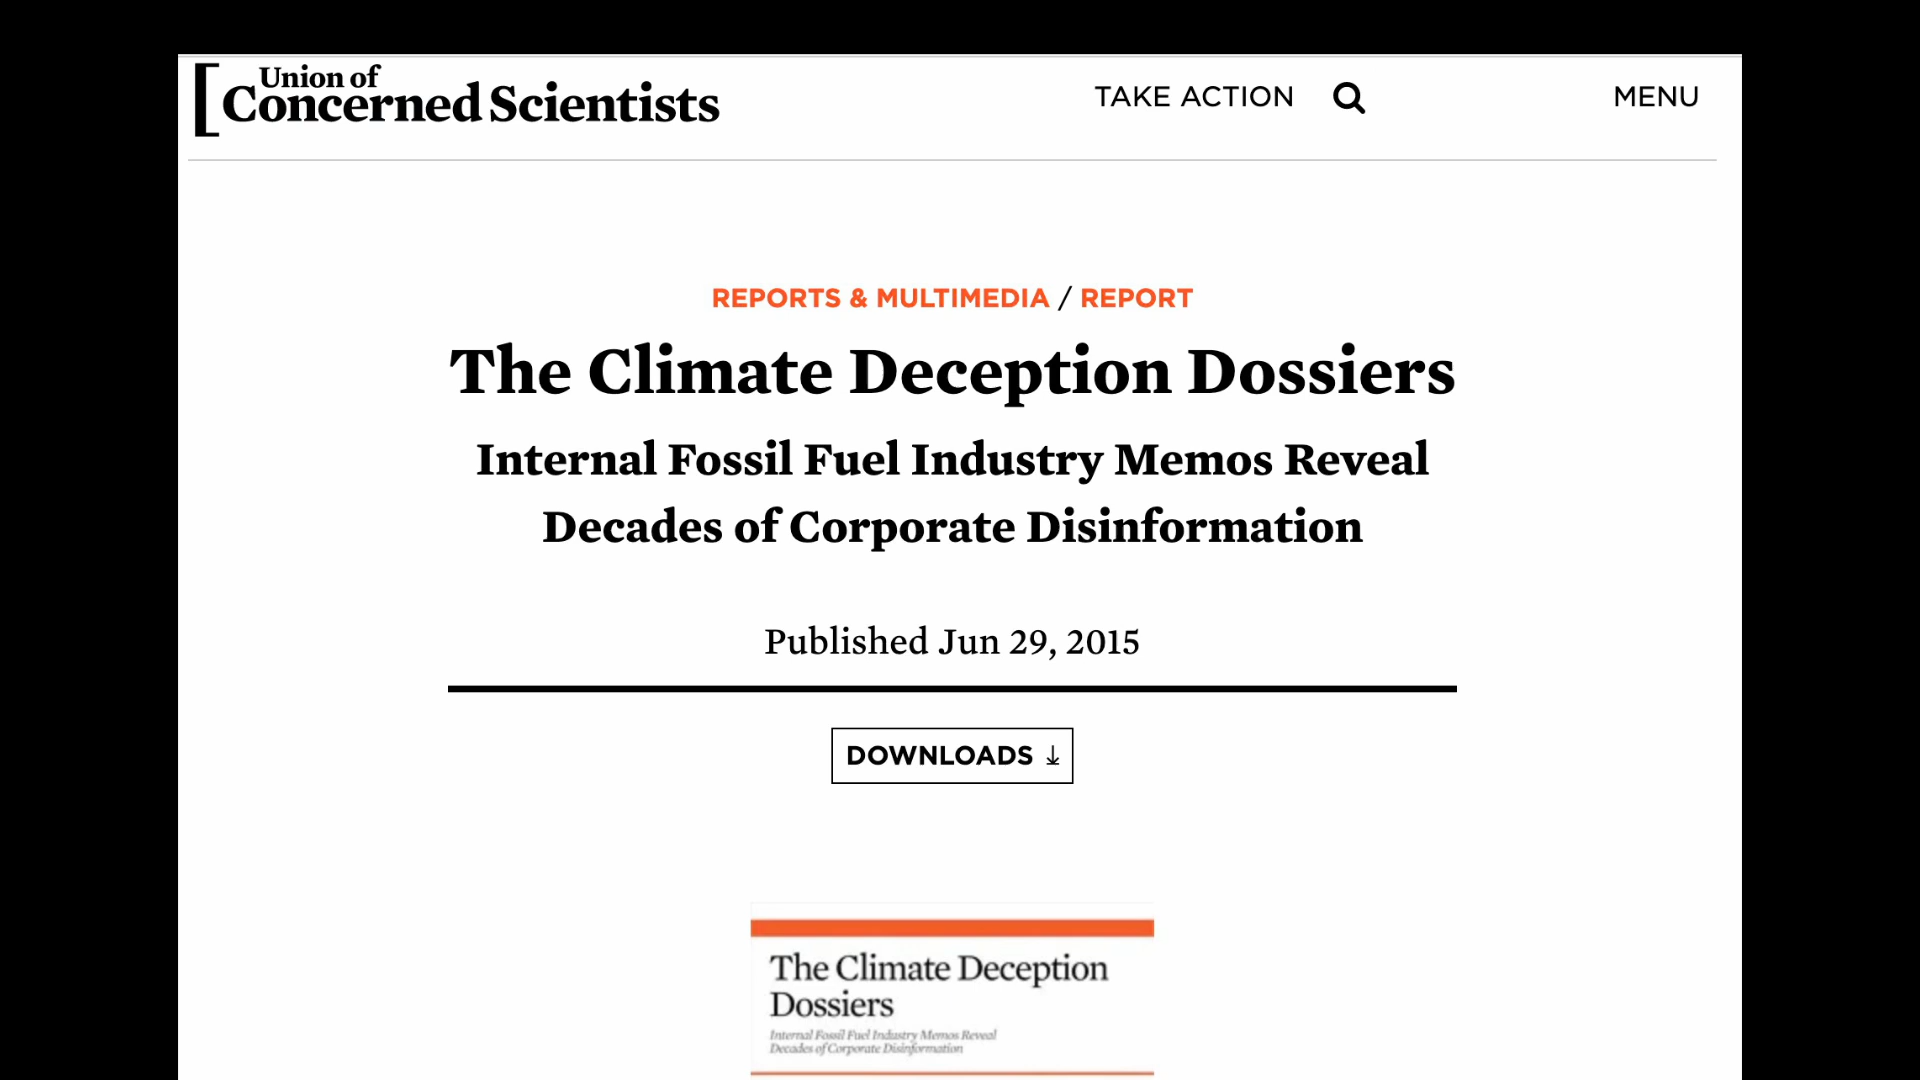 Union of
Concerned Scientists
TAKE ACTION
MENU
REPORTS & MULTIMEDIA / REPORT
The Climate Deception Dossiers
Internal Fossil Fuel Industry Memos Reveal
Decades of Corporate Disinformation
Published Jun 29, 2015
DOWNLOADS ↓
The Climate Deception
Dossiers
Internal Fossil Fuel Industry Memos Reveal
Decades of Corporate Disinformation